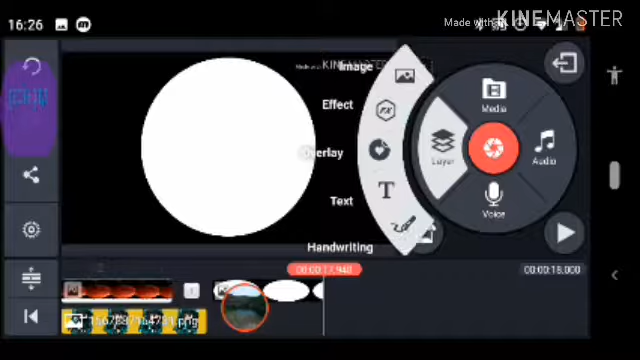 16:26
Made with
KINEMASTER
KINEMASTER
Image
Effect
Overlay
Text
Handwriting
Media
Layer
Audio
Voice
T
00:00:17.940
00:00:18.000